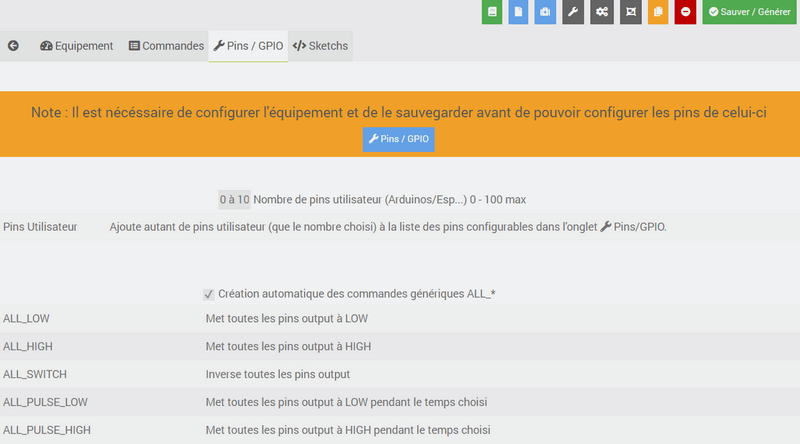 Sauver / Générer
Equipement Commandes Pins / GPIO Sketchs
Note : Il est nécéssaire de configurer l'équipement et de le sauvegarder avant de pouvoir configurer les pins de celui-ci
Pins / GPIO
0 à 10 Nombre de pins utilisateur (Arduinos/Esp...) 0 - 100 max
Pins Utilisateur Ajoute autant de pins utilisateur (que le nombre choisi) à la liste des pins configurables dans l'onglet Pins/GPIO.
Création automatique des commandes génériques ALL_*
ALL_LOW Met toutes les pins output à LOW
ALL_HIGH Met toutes les pins output à HIGH
ALL_SWITCH Inverse toutes les pins output
ALL_PULSE_LOW Met toutes les pins output à LOW pendant le temps choisi
ALL_PULSE_HIGH Met toutes les pins output à HIGH pendant le temps choisi